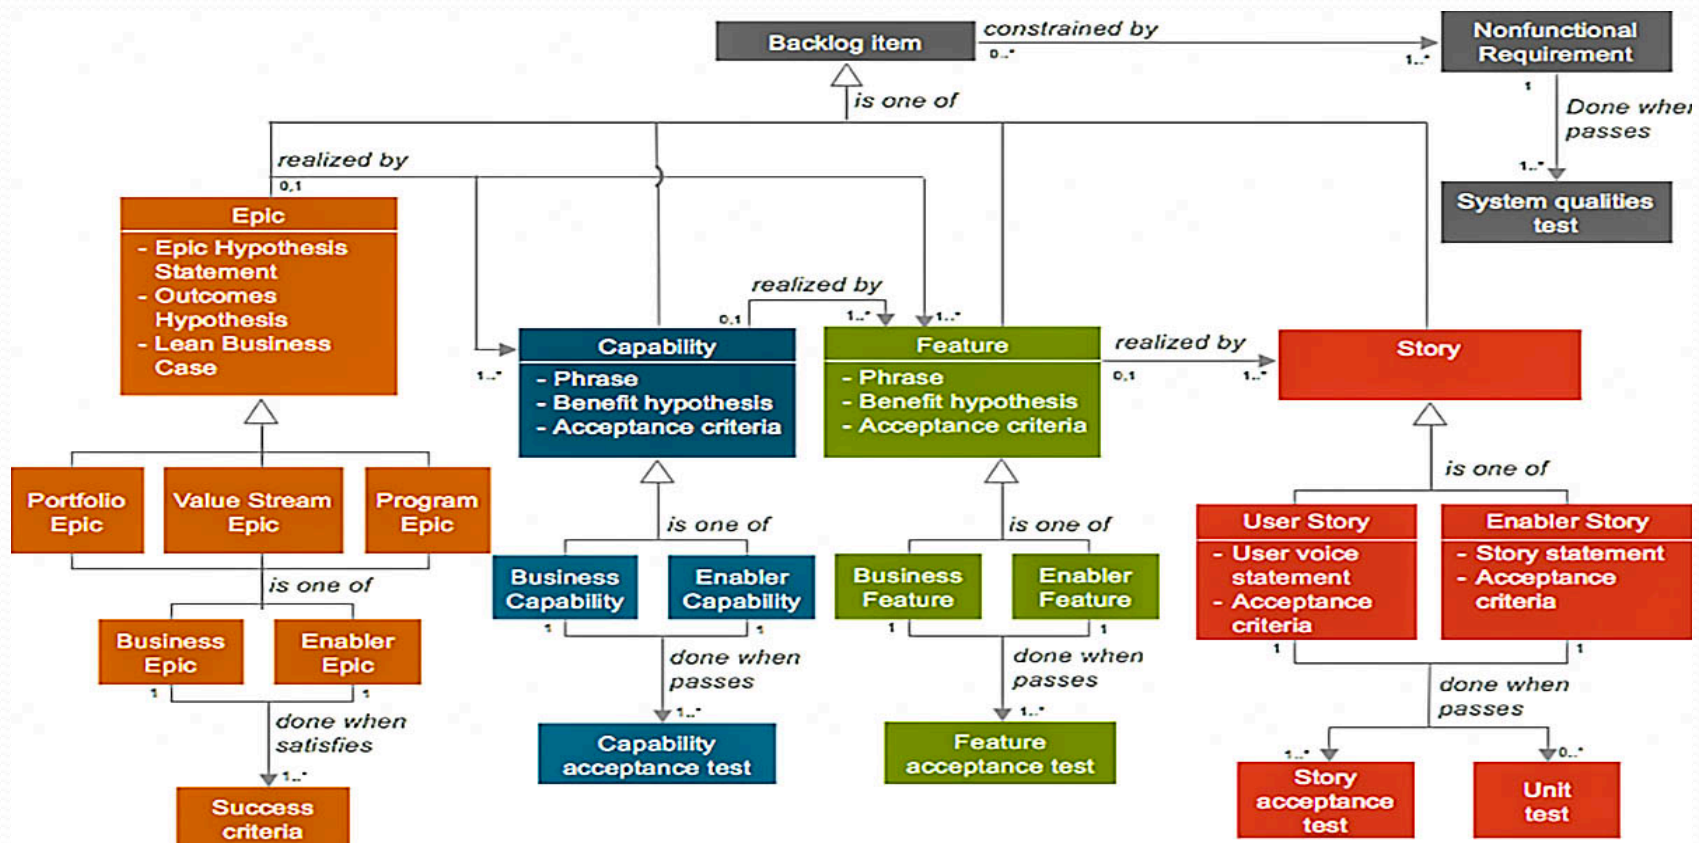 Backlog item
constrained by
0..*
1..*
Nonfunctional
Requirement
1
Done when
passes
1..*
System qualities
test
is one of
realized by
0,1
Epic
- Epic Hypothesis
Statement
- Outcomes
Hypothesis
- Lean Business
Case
1..*
realized by
0,1
1..*
1..*
Capability
- Phrase
- Benefit hypothesis
- Acceptance criteria
Feature
- Phrase
- Benefit hypothesis
- Acceptance criteria
realized by
0,1
1..*
Story
Portfolio
Epic
Value Stream
Epic
Program
Epic
is one of
Business
Epic
Enabler
Epic
1
1
done when
satisfies
1..*
Success
criteria
is one of
Business
Capability
Enabler
Capability
1
1
done when
passes
1..*
Capability
acceptance test
is one of
Business
Feature
Enabler
Feature
1
1
done when
passes
1..*
Feature
acceptance test
is one of
User Story
- User voice
statement
- Acceptance
criteria
Enabler Story
- Story statement
- Acceptance
criteria
1
1
done when
passes
1..*
0..*
Story
acceptance
test
Unit
test